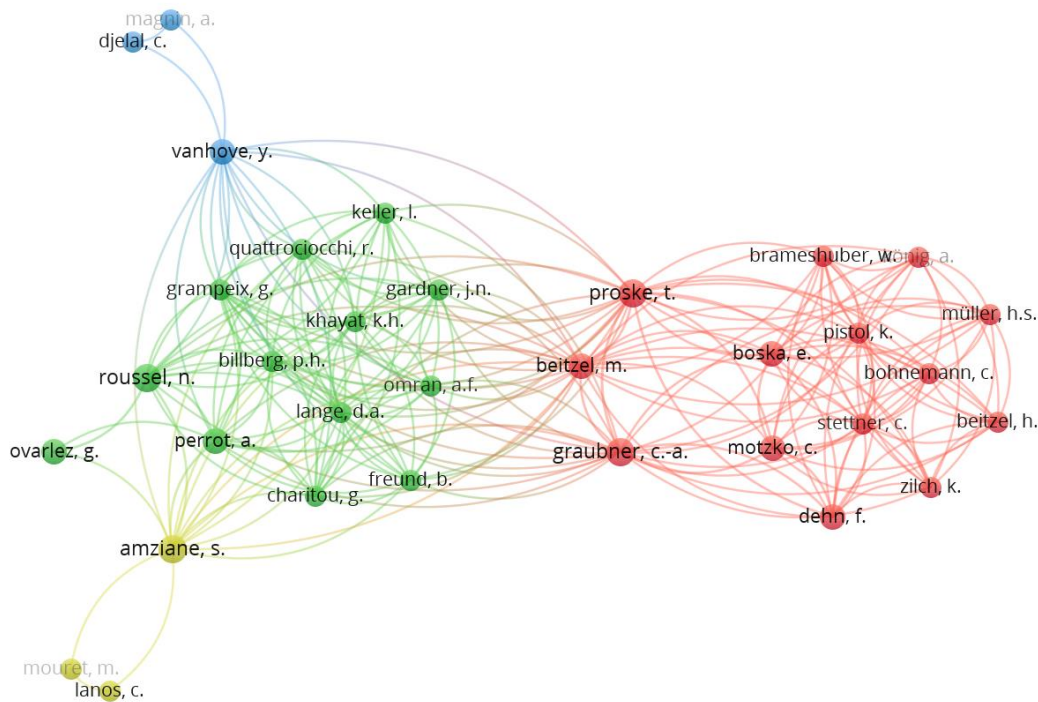 magnin, a.
djelal, c.
vanhove, y.
keller, l.
quattrociocchi, r.
grampeix, g.
gardner, j.n.
khayat, k.h.
billberg, p.h.
roussel, n.
omran, a.f.
lange, d.a.
perrot, a.
ovarlez, g.
freund, b.
charitou, g.
amziane, s.
mouret, m.
lanos, c.
proske, t.
beitzel, m.
graubner, c.-a.
brameshuber, w.
könig, a.
müller, h.s.
pistol, k.
boska, e.
bohnemann, c.
stettner, c.
beitzel, h.
motzko, c.
zilch, k.
dehn, f.